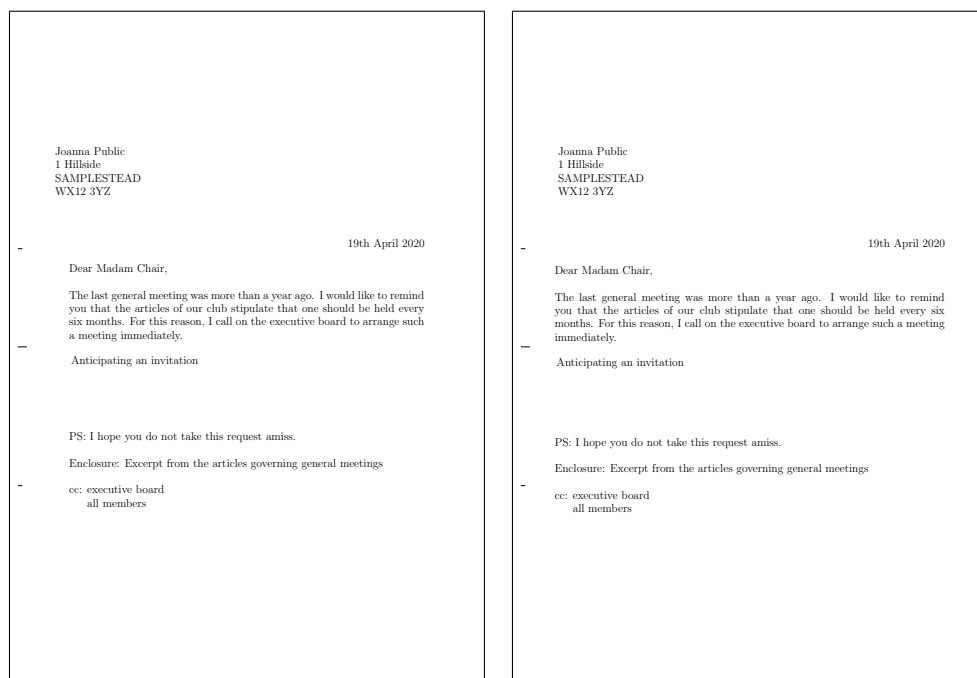 Joanna Public
1 Hillside
SAMPLESTEAD
WX12 3YZ
19th April 2020
Dear Madam Chair,
The last general meeting was more than a year ago. I would like to remind
you that the articles of our club stipulate that one should be held every
six months. For this reason, I call on the executive board to arrange such
a meeting immediately.
Anticipating an invitation
PS: I hope you do not take this request amiss.
Enclosure: Excerpt from the articles governing general meetings
cc: executive board
all members
Joanna Public
1 Hillside
SAMPLESTEAD
WX12 3YZ
19th April 2020
Dear Madam Chair,
The last general meeting was more than a year ago. I would like to remind
you that the articles of our club stipulate that one should be held every six
months. For this reason, I call on the executive board to arrange such a meeting
immediately.
Anticipating an invitation
PS: I hope you do not take this request amiss.
Enclosure: Excerpt from the articles governing general meetings
cc: executive board
all members